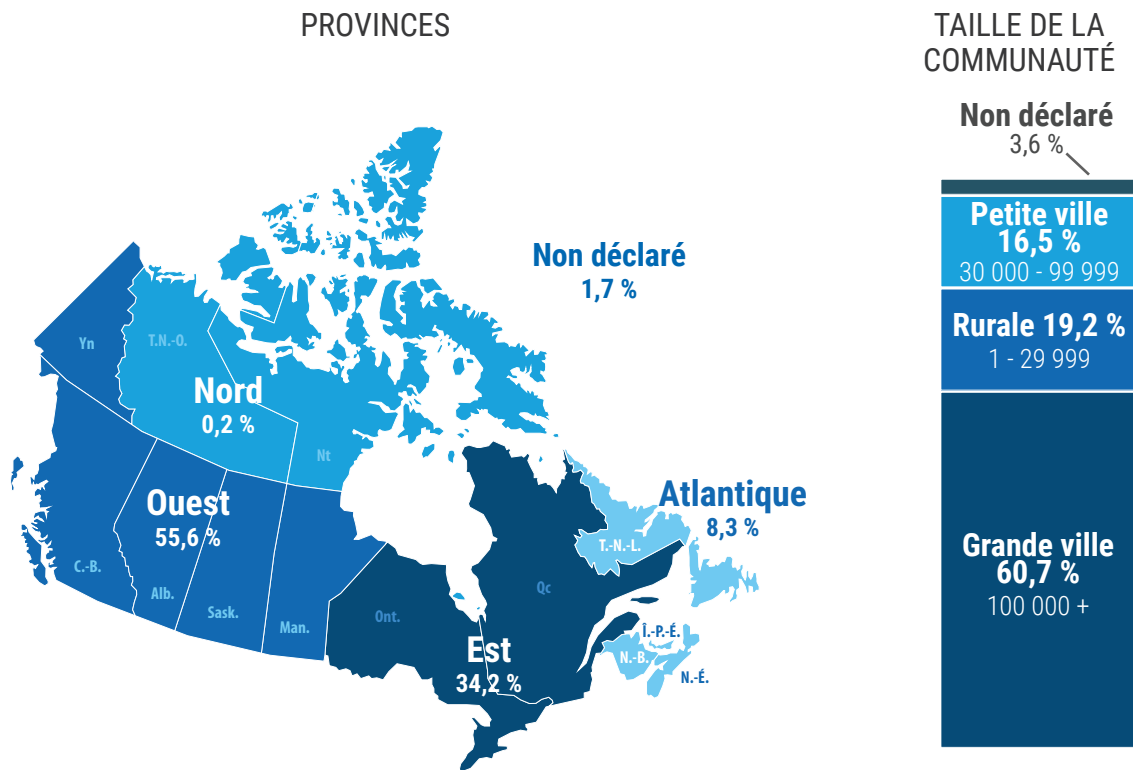 PROVINCES
TAILLE DE LA
COMMUNAUTÉ
Non déclaré
3,6 %
Petite ville
16,5 %
30 000 - 99 999
Rurale 19,2 %
1 - 29 999
Grande ville
60,7 %
100 000 +
Non déclaré
1,7 %
Yn
T.N.-O.
Nord
0,2 %
Nt
Ouest
55,6 %
C.-B.
Alb.
Sask.
Man.
Atlantique
8,3 %
T.-N.-L.
Ont.
Qc
Est
34,2 %
Î.-P.-É.
N.-B.
N.-É.